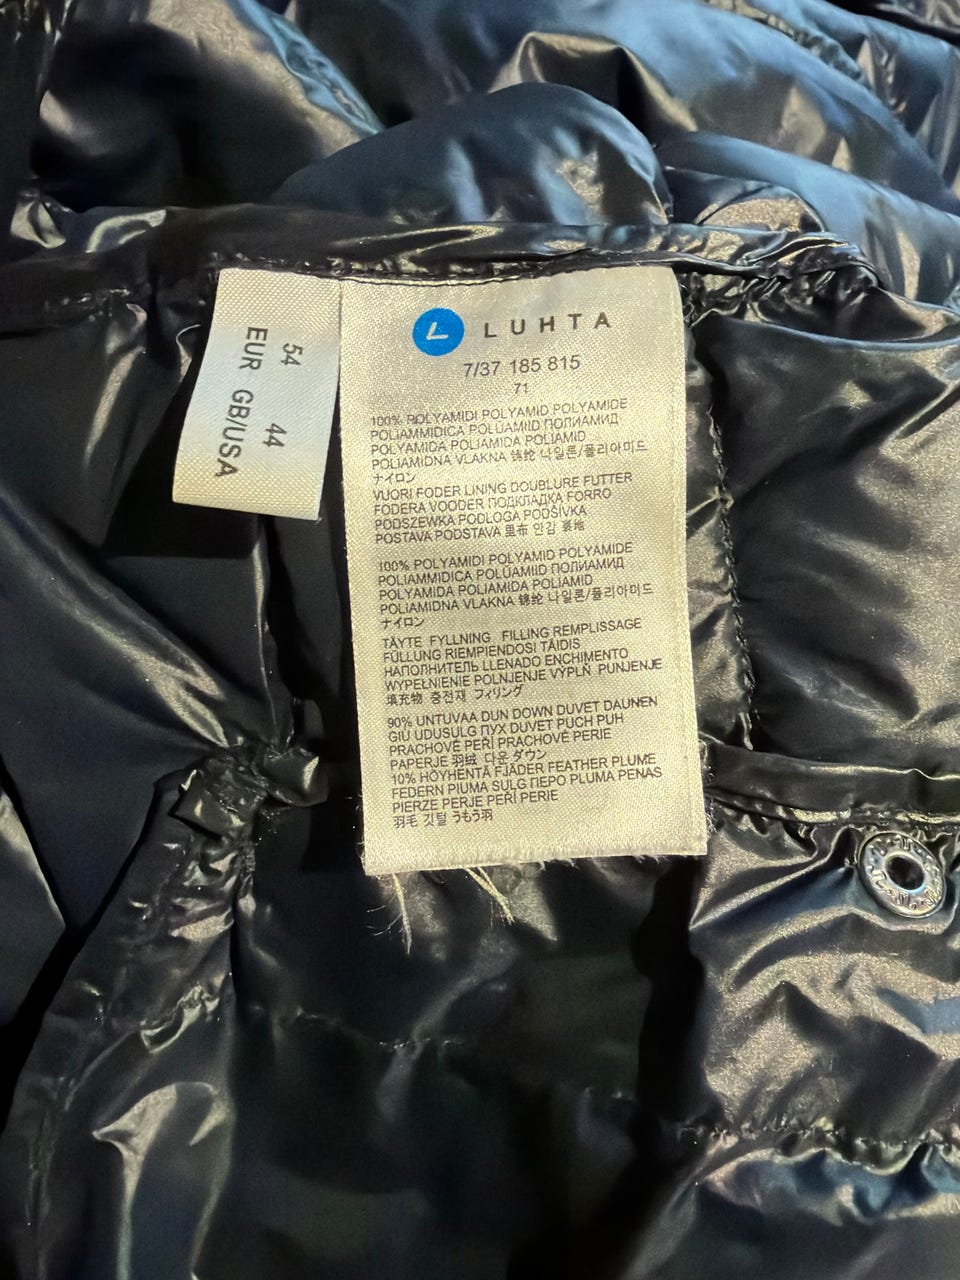 54 44
EUR GB/USA
L LUHTA
7/37 185 815
71
100% POLYAMIDI POLYAMID POLYAMIDE
POLIAMMIDICA POLÜAMIID ПОЛИАМИД
POLYAMIDA POLIAMIDA POLIAMID
POLIAMIDNA VLAKNA 锦纶 나일론/폴리아미드
ナイロン
VUORI FODER LINING DOUBLURE FUTTER
FODERA VOODER ПОДКЛАДКА FORRO
PODSZEWKA PODLOGA PODŠÍVKA
POSTAVA PODSTAVA 里布 안감 裏地
100% POLYAMIDI POLYAMID POLYAMIDE
POLIAMMIDICA POLÜAMIID ПОЛИАМИД
POLYAMIDA POLIAMIDA POLIAMID
POLIAMIDNA VLAKNA 锦纶 나일론/폴리아미드
ナイロン
TÄYTE FYLLNING FILLING REMPLISSAGE
FÜLLUNG RIEMPIENDOSI TÄIDIS
НАПОЛНИТЕЛЬ LLENADO ENCHIMENTO
WYPEŁNIENIE POLNJENJE VÝPLŇ PUNJENJE
填充物 충전재 フィリング
90% UNTUVAA DUN DOWN DUVET DAUNEN
GIÙ UDUSULG ПУХ DUVET PUCH PUH
PRACHOVÉ PEŘÍ PRACHOVÉ PERIE
PAPERJE 羽绒 다운 ダウン
10% HÖYHENTÄ FJÄDER FEATHER PLUME
FEDERN PIUMA SULG ПЕРО PLUMA PENAS
PIERZE PERJE PEŘÍ PERIE
羽毛 깃털 うもう羽